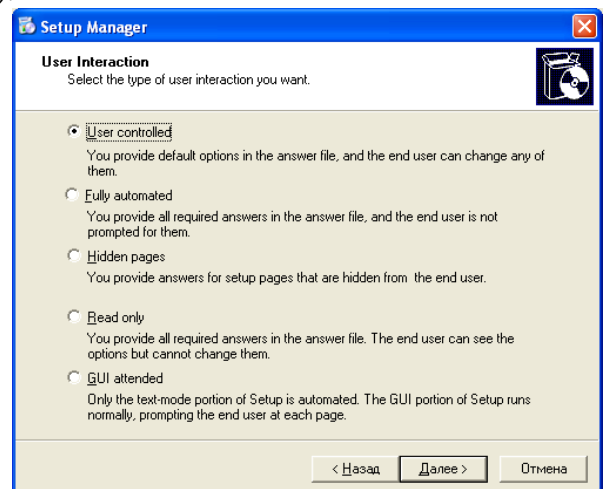 Setup Manager
User Interaction
Select the type of user interaction you want.
User controlled
You provide default options in the answer file, and the end user can change any of
them.
Fully automated
You provide all required answers in the answer file, and the end user is not
prompted for them.
Hidden pages
You provide answers for setup pages that are hidden from the end user.
Read only
You provide all required answers in the answer file. The end user can see the
options but cannot change them.
GUI attended
Only the text-mode portion of Setup is automated. The GUI portion of Setup runs
normally, prompting the end user at each page.
< Назад Далее > Отмена